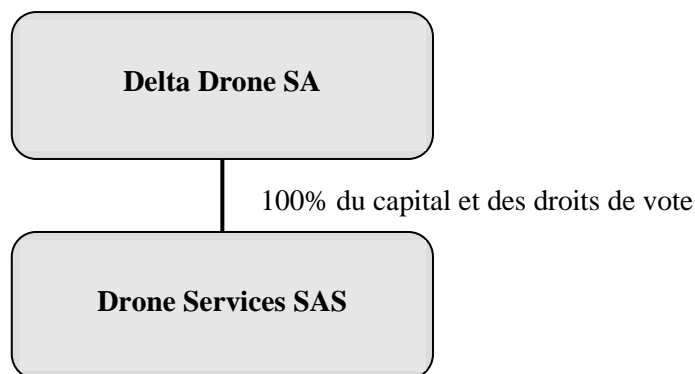 Delta Drone SA
100% du capital et des droits de vote
Drone Services SAS